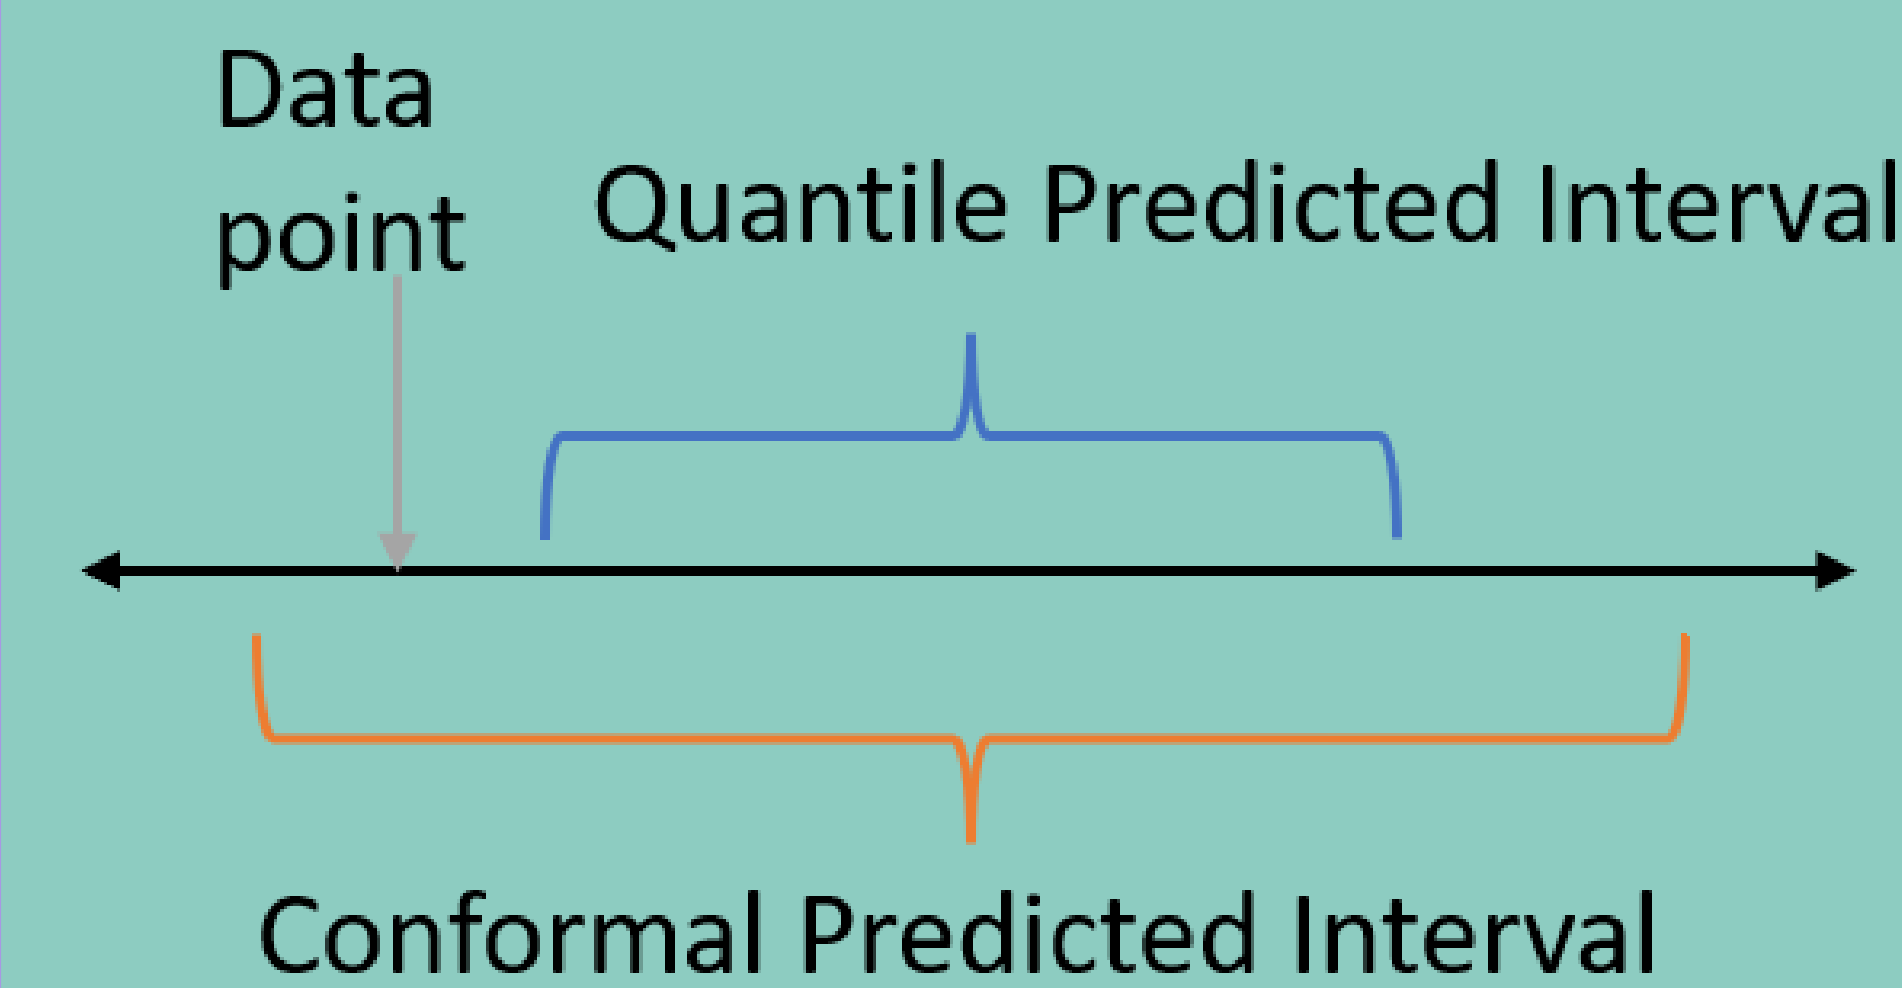 Data
point
Quantile Predicted Interval
Conformal Predicted Interval